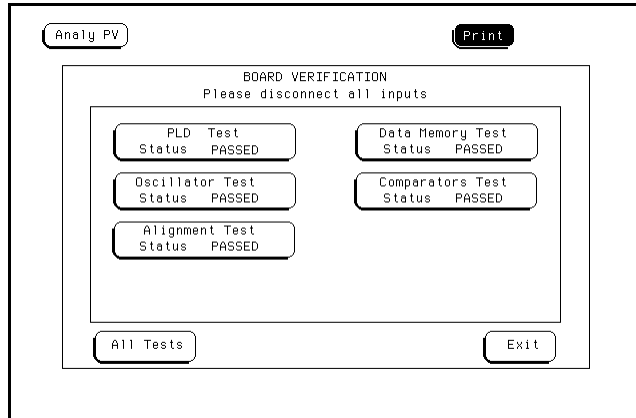 Analy PV
Print
BOARD VERIFICATION
Please disconnect all inputs
PLD Test
Status PASSED
Data Memory Test
Status PASSED
Oscillator Test
Status PASSED
Comparators Test
Status PASSED
Alignment Test
Status PASSED
All Tests
Exit